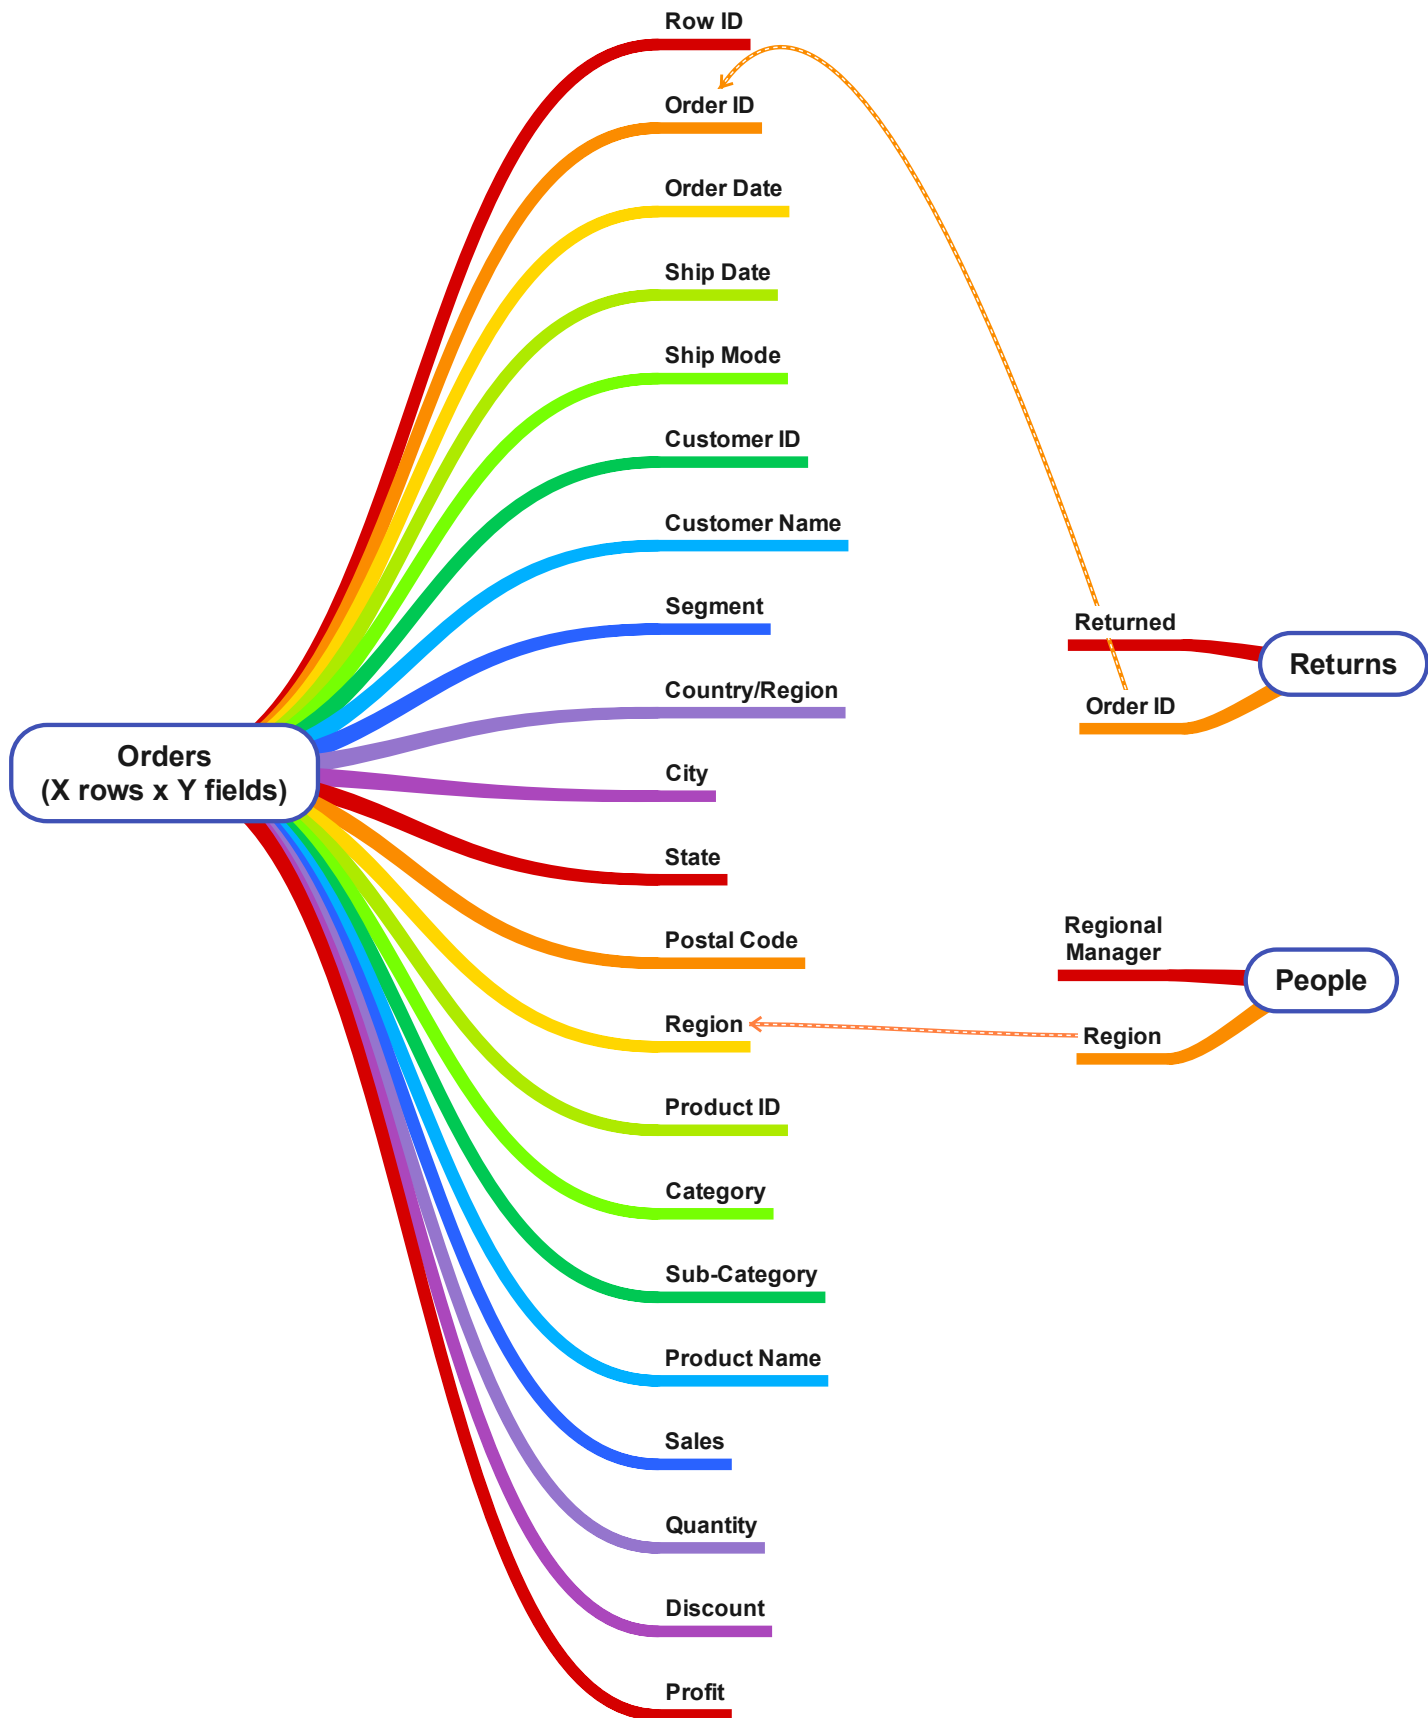 Row ID
Order ID
Order Date
Ship Date
Ship Mode
Customer ID
Customer Name
Segment
Country/Region
City
State
Postal Code
Region
Product ID
Category
Sub-Category
Product Name
Sales
Quantity
Discount
Profit
Orders
(X rows x Y fields)
Returned
Order ID
Returns
Regional
Manager
Region
People